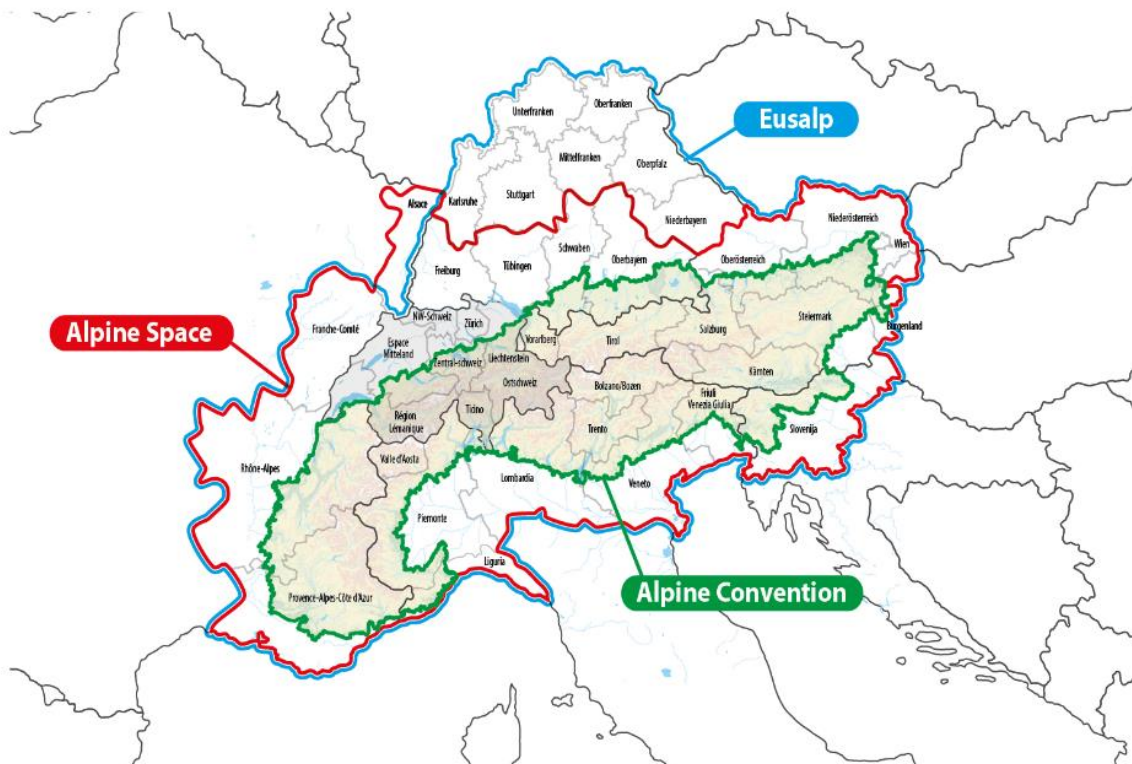 Unterfranken
Oberfranken
Eusalp
Mittelfranken
Oberpfalz
Alsace
Karlsruhe
Stuttgart
Niederbayern
Niederösterreich
Schwaben
Wien
Freiburg
Tübingen
Oberbayern
Oberösterreich
Alpine Space
Franche-Comté
NW-Schweiz
Zürich
Espace
Mitteland
Vorarlberg
Tirol
Salzburg
Steiermark
Burgenland
Zentral-schweiz
Liechtenstein
Ostschweiz
Kärnten
Bolzano/Bozen
Région
Lémanique
Ticino
Friuli
Venezia Giulia
Trento
Slovenija
Valle d'Aosta
Rhône-Alpes
Lombardia
Veneto
Piemonte
Liguria
Alpine Convention
Provence-Alpes-Côte d'Azur